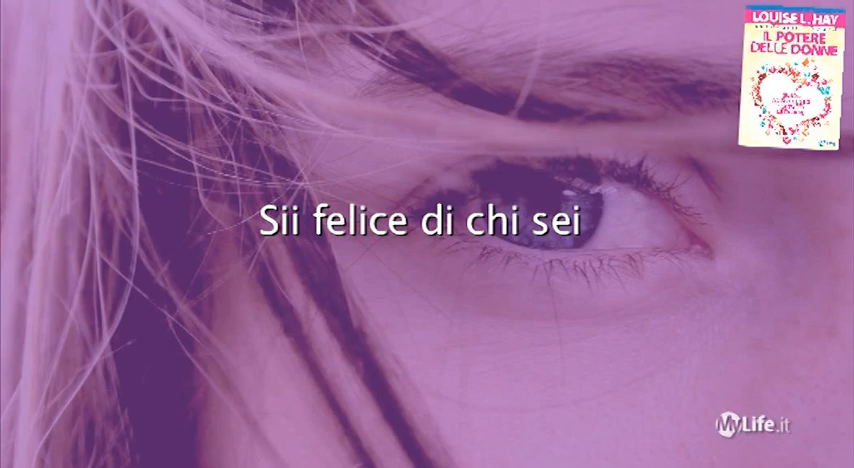 LOUISE L. HAY
IL POTERE
DELLE DONNE
Sii felice di chi sei
MyLife.it